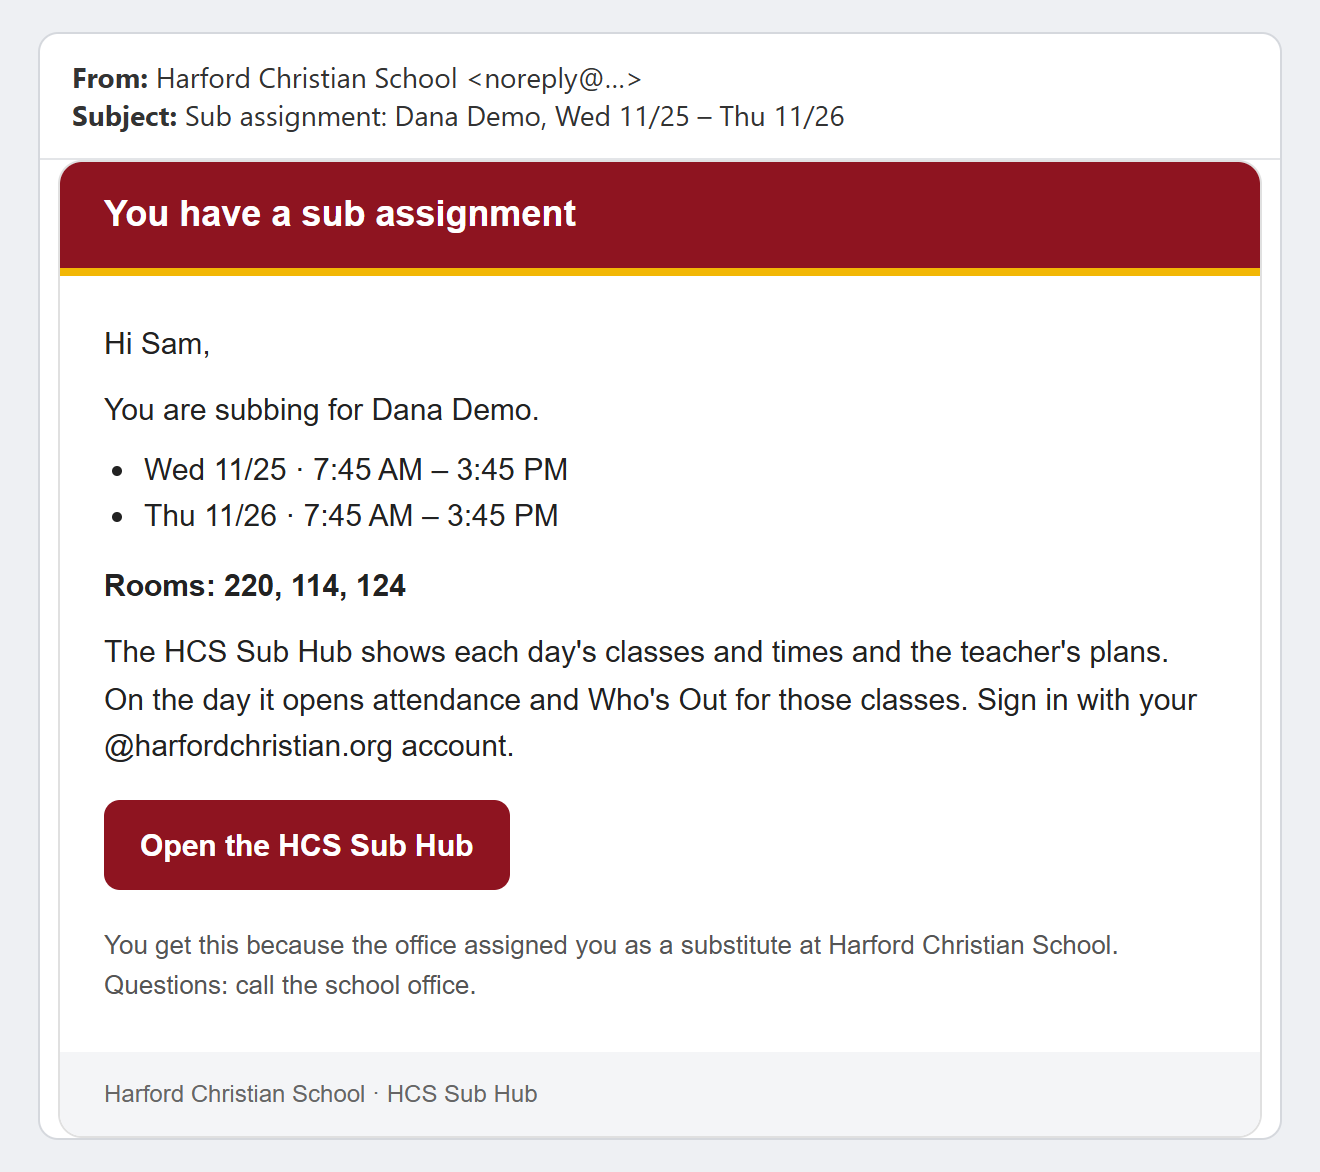 From: Harford Christian School <noreply@...>
Subject: Sub assignment: Dana Demo, Wed 11/25 – Thu 11/26
You have a sub assignment
Hi Sam,
You are subbing for Dana Demo.
• Wed 11/25 · 7:45 AM – 3:45 PM
• Thu 11/26 · 7:45 AM – 3:45 PM
Rooms: 220, 114, 124
The HCS Sub Hub shows each day's classes and times and the teacher's plans.
On the day it opens attendance and Who's Out for those classes. Sign in with your
@harfordchristian.org account.
Open the HCS Sub Hub
You get this because the office assigned you as a substitute at Harford Christian School.
Questions: call the school office.
Harford Christian School · HCS Sub Hub